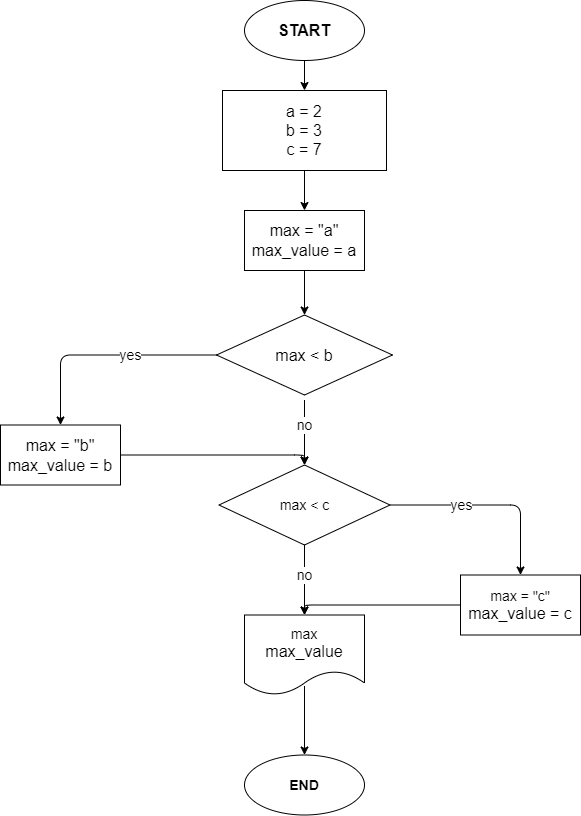 START
a = 2
b = 3
c = 7
max = "a"
max_value = a
max < b
yes
no
max = "b"
max_value = b
max < c
yes
no
max = "c"
max_value = c
max
max_value
END